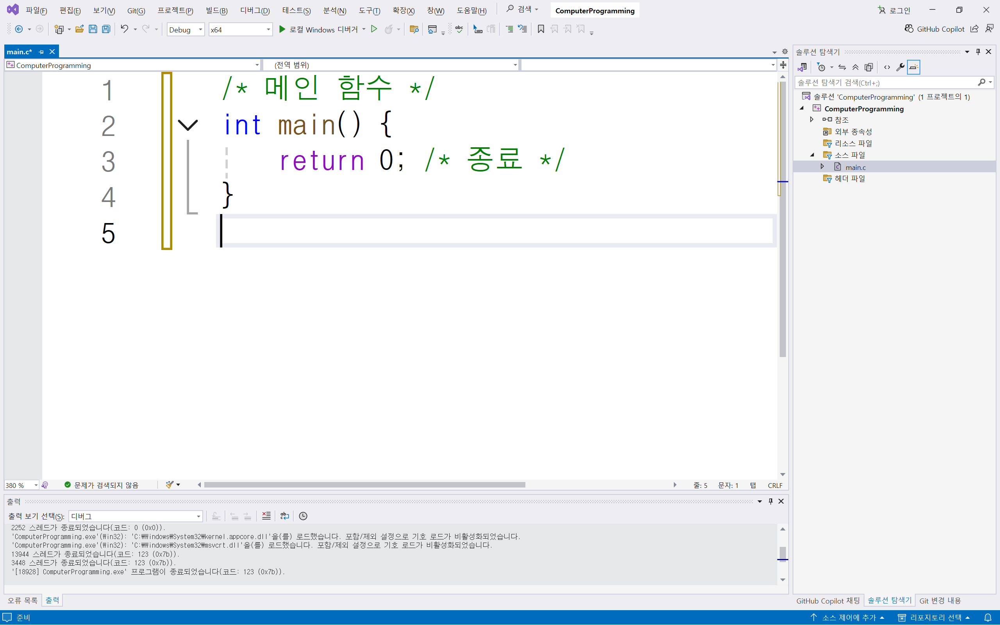 파일(F) 편집(E) 보기(V) Git(G) 프로젝트(P) 빌드(B) 디버그(D) 테스트(S) 분석(N) 도구(T) 확장(X) 창(W) 도움말(H) 검색 ComputerProgramming 로그인
Debug x64 로컬 Windows 디버거 abc GitHub Copilot
main.c*
ComputerProgramming (전역 범위)
1 /* 메인 함수 */
2 int main() {
3 return 0; /* 종료 */
4 }
5
380 % 문제가 검색되지 않음 줄: 5 문자: 1 탭 CRLF
출력
출력 보기 선택(S): 디버그
2252 스레드가 종료되었습니다(코드: 0 (0x0)).
'ComputerProgramming.exe'(Win32): 'C:₩Windows₩System32₩kernel.appcore.dll'을(를) 로드했습니다. 포함/제외 설정으로 기호 로드가 비활성화되었습니다.
'ComputerProgramming.exe'(Win32): 'C:₩Windows₩System32₩msvcrt.dll'을(를) 로드했습니다. 포함/제외 설정으로 기호 로드가 비활성화되었습니다.
13944 스레드가 종료되었습니다(코드: 123 (0x7b)).
3448 스레드가 종료되었습니다(코드: 123 (0x7b)).
'[18928] ComputerProgramming.exe' 프로그램이 종료되었습니다(코드: 123 (0x7b)).
오류 목록 출력
솔루션 탐색기
솔루션 탐색기 검색(Ctrl+;)
솔루션 'ComputerProgramming' (1 프로젝트의 1)
ComputerProgramming
참조
외부 종속성
리소스 파일
소스 파일
main.c
헤더 파일
GitHub Copilot 채팅 솔루션 탐색기 Git 변경 내용
준비 소스 제어에 추가 리포지토리 선택